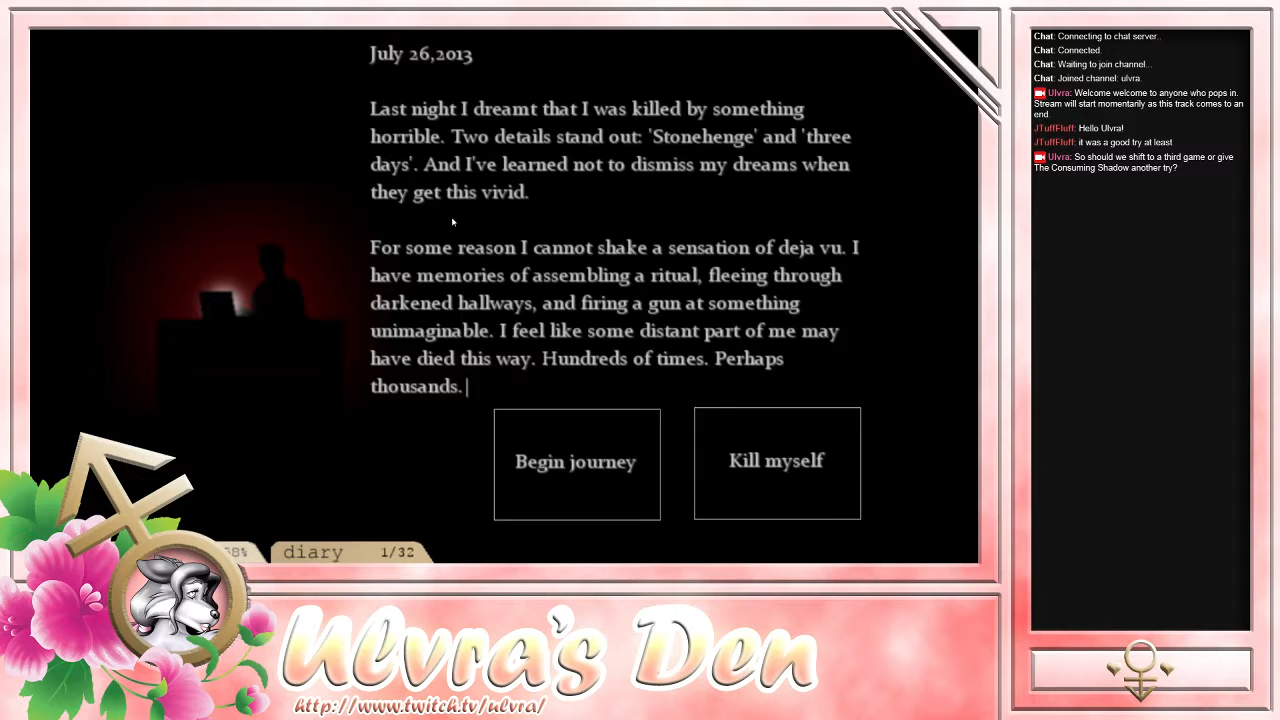 July 26,2013
Last night I dreamt that I was killed by something
horrible. Two details stand out: 'Stonehenge' and 'three
days'. And I've learned not to dismiss my dreams when
they get this vivid.
For some reason I cannot shake a sensation of deja vu. I
have memories of assembling a ritual, fleeing through
darkened hallways, and firing a gun at something
unimaginable. I feel like some distant part of me may
have died this way. Hundreds of times. Perhaps
thousands.
Begin journey
Kill myself
diary 1/32
Chat: Connecting to chat server..
Chat: Connected.
Chat: Waiting to join channel...
Chat: Joined channel: ulvra.
Ulvra: Welcome welcome to anyone who pops in.
Stream will start momentarily as this track comes to an
end.
JTuffFluff: Hello Ulvra!
JTuffFluff: it was a good try at least
Ulvra: So should we shift to a third game or give
The Consuming Shadow another try?
Ulvra's Den
http://www.twitch.tv/ulvra/